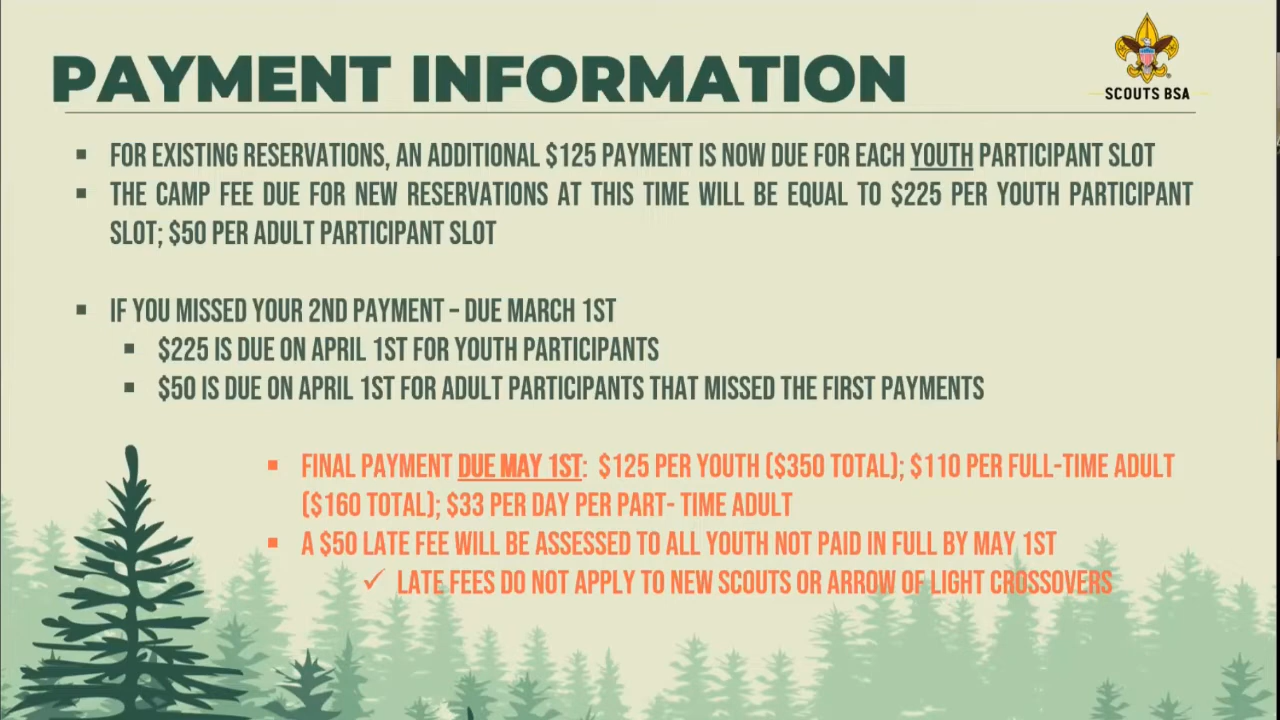 PAYMENT INFORMATION
SCOUTS BSA
▪ FOR EXISTING RESERVATIONS, AN ADDITIONAL $125 PAYMENT IS NOW DUE FOR EACH YOUTH PARTICIPANT SLOT
▪ THE CAMP FEE DUE FOR NEW RESERVATIONS AT THIS TIME WILL BE EQUAL TO $225 PER YOUTH PARTICIPANT
SLOT; $50 PER ADULT PARTICIPANT SLOT
▪ IF YOU MISSED YOUR 2ND PAYMENT – DUE MARCH 1ST
▪ $225 IS DUE ON APRIL 1ST FOR YOUTH PARTICIPANTS
▪ $50 IS DUE ON APRIL 1ST FOR ADULT PARTICIPANTS THAT MISSED THE FIRST PAYMENTS
▪ FINAL PAYMENT DUE MAY 1ST: $125 PER YOUTH ($350 TOTAL); $110 PER FULL-TIME ADULT
($160 TOTAL); $33 PER DAY PER PART- TIME ADULT
▪ A $50 LATE FEE WILL BE ASSESSED TO ALL YOUTH NOT PAID IN FULL BY MAY 1ST
✓ LATE FEES DO NOT APPLY TO NEW SCOUTS OR ARROW OF LIGHT CROSSOVERS